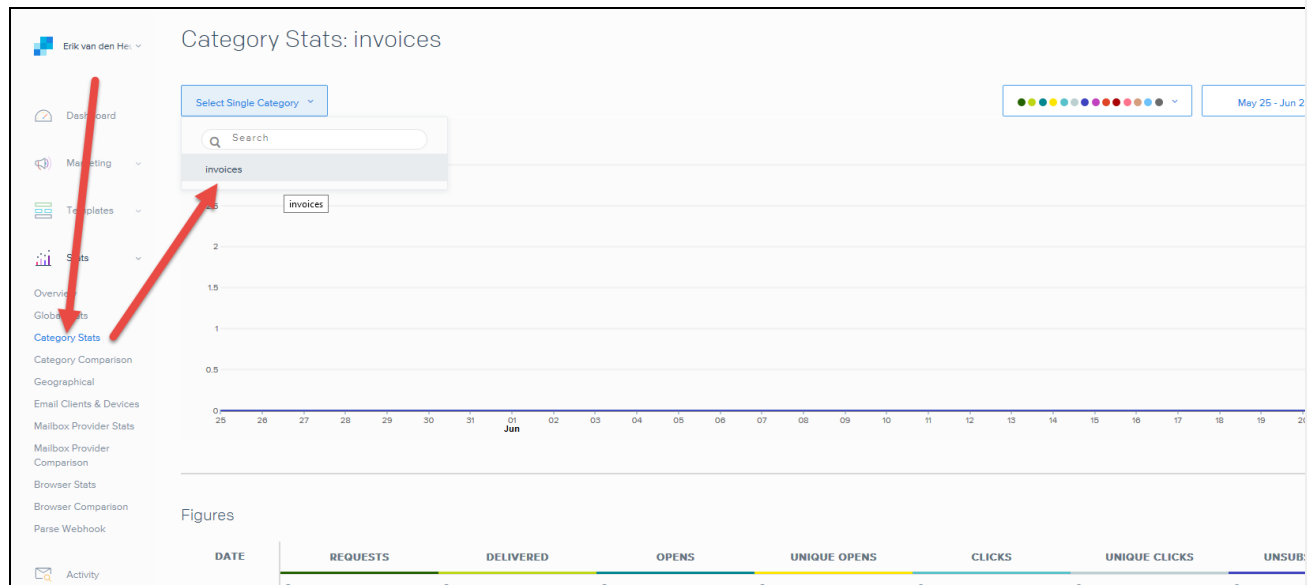 Erik van den He
Category Stats: invoices
Select Single Category
May 25 - Jun 2
Search
invoices
invoices
Dashboard
Marketing
Templates
Stats
Overview
Global Stats
Category Stats
Category Comparison
Geographical
Email Clients & Devices
Mailbox Provider Stats
Mailbox Provider
Comparison
Browser Stats
Browser Comparison
Parse Webhook
Activity
2.5
2
1.5
1
0.5
0
25 26 27 28 29 30 31 01 02 03 04 05 06 07 08 09 10 11 12 13 14 15 16 17 18 19 20
Jun
Figures
DATE REQUESTS DELIVERED OPENS UNIQUE OPENS CLICKS UNIQUE CLICKS UNSUBS